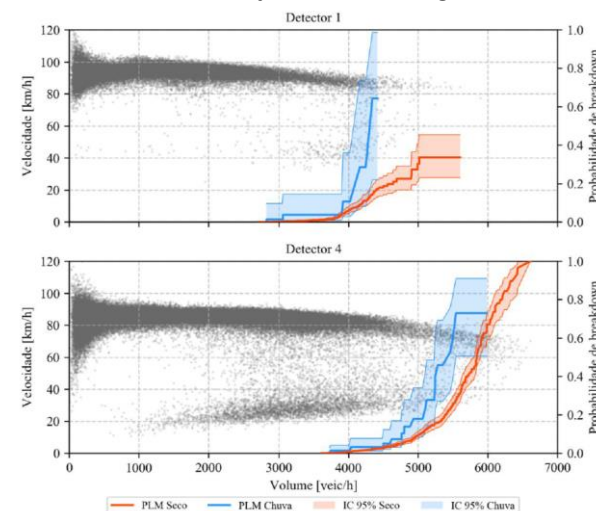 Detector 1
120
100
80
60
40
20
0
Velocidade [km/h]
1.0
0.8
0.6
0.4
0.2
0.0
Probabilidade de breakdown
Detector 4
120
100
80
60
40
20
0
Velocidade [km/h]
1.0
0.8
0.6
0.4
0.2
0.0
Probabilidade de breakdown
0 1000 2000 3000 4000 5000 6000 7000
Volume [veic/h]
PLM Seco PLM Chuva IC 95% Seco IC 95% Chuva